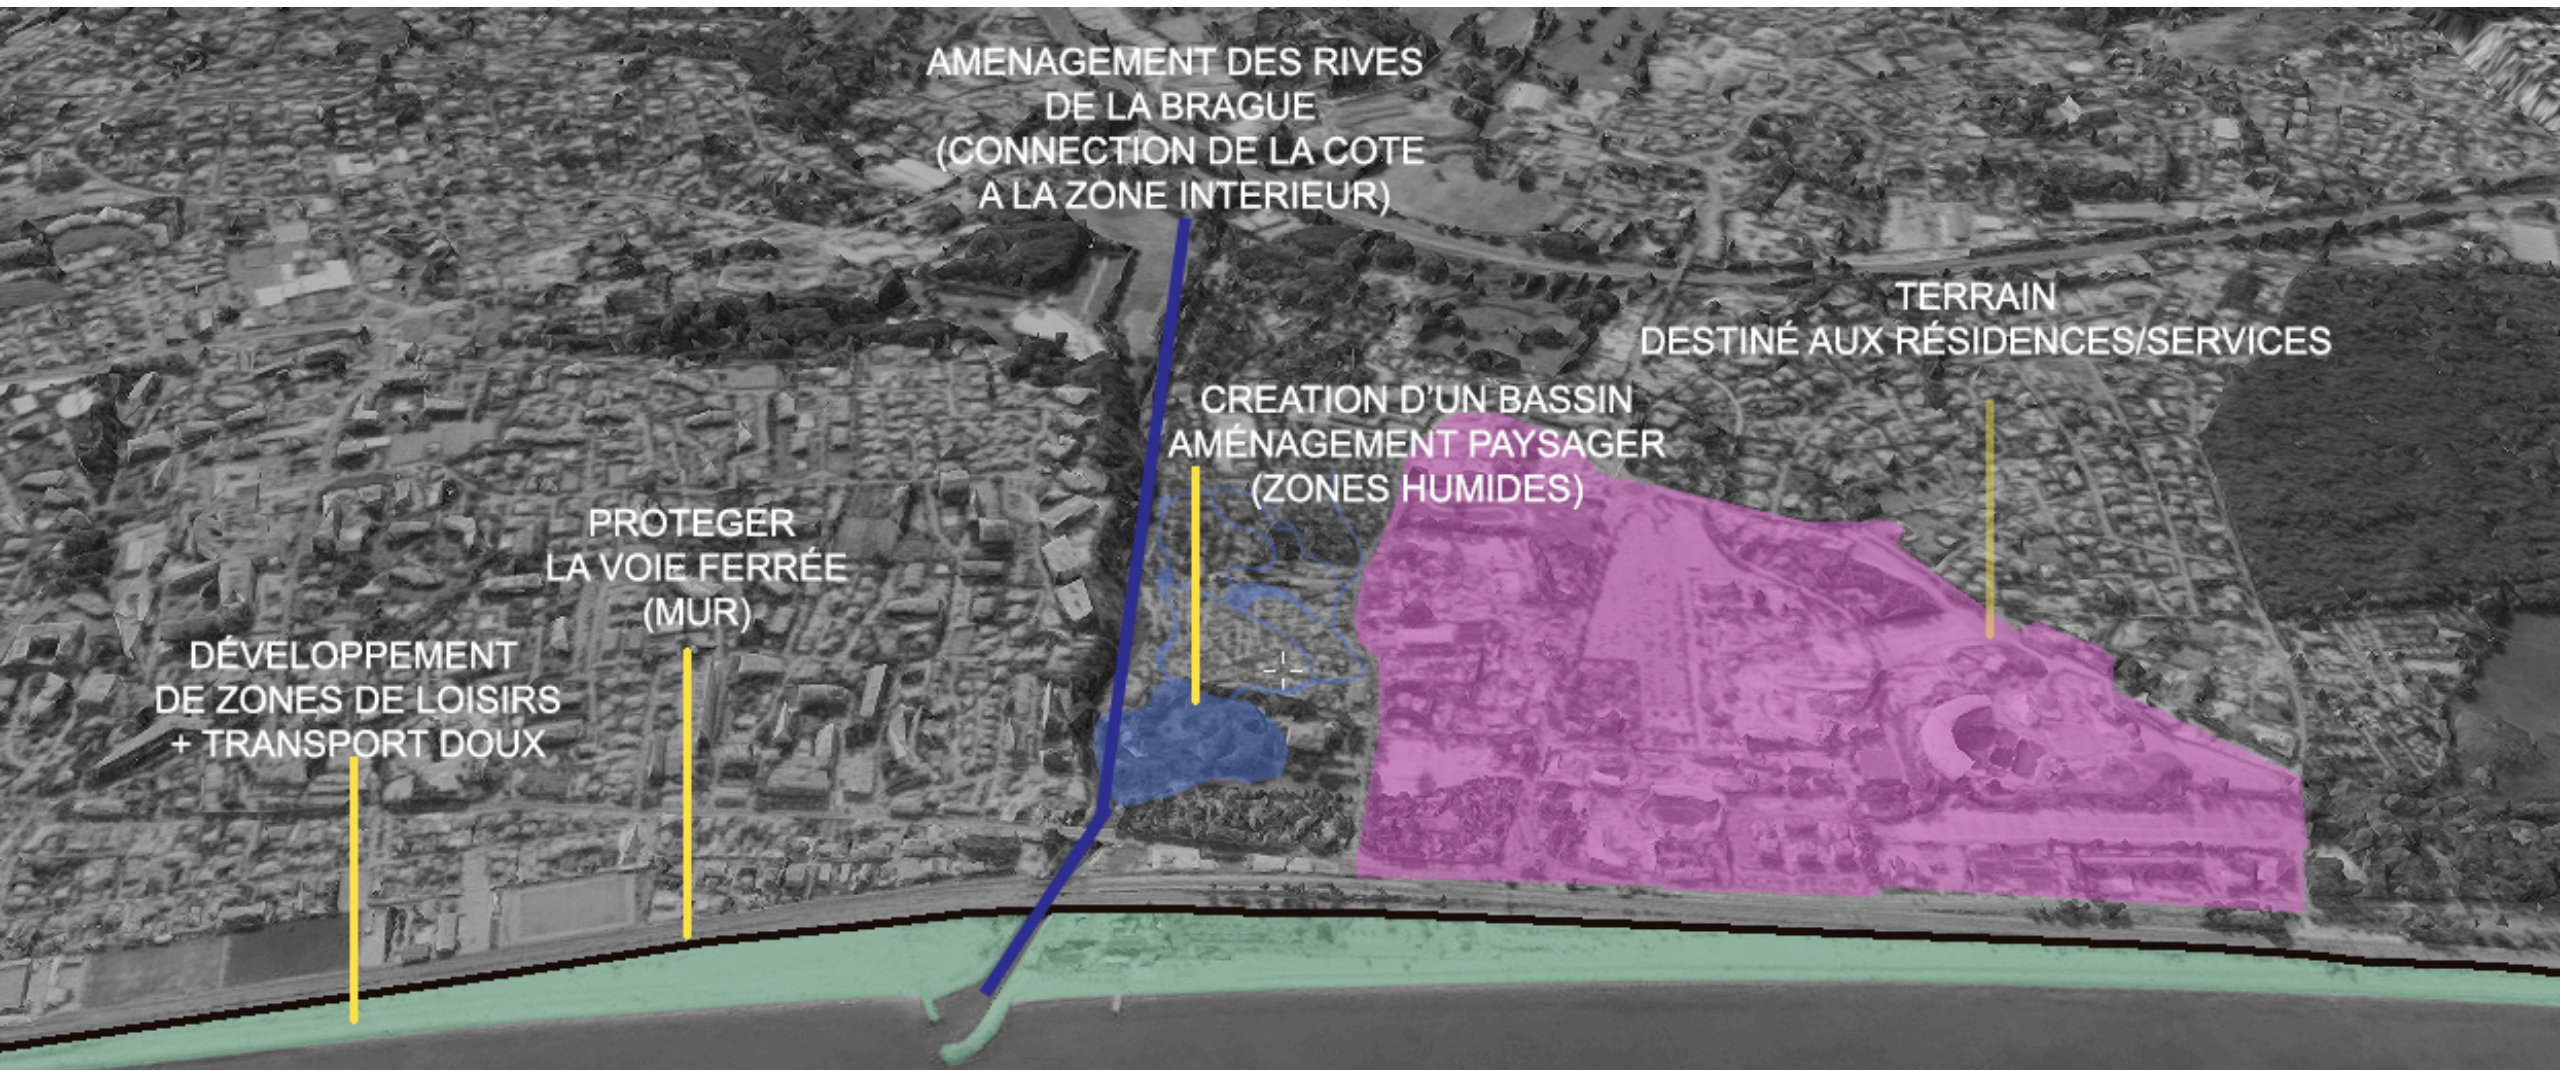 AMENAGEMENT DES RIVES
DE LA BRAGUE
(CONNECTION DE LA COTE
A LA ZONE INTERIEUR)
TERRAIN
DESTINÉ AUX RÉSIDENCES/SERVICES
CREATION D'UN BASSIN
AMÉNAGEMENT PAYSAGER
(ZONES HUMIDES)
PROTEGER
LA VOIE FERRÉE
(MUR)
DÉVELOPPEMENT
DE ZONES DE LOISIRS
+ TRANSPORT DOUX